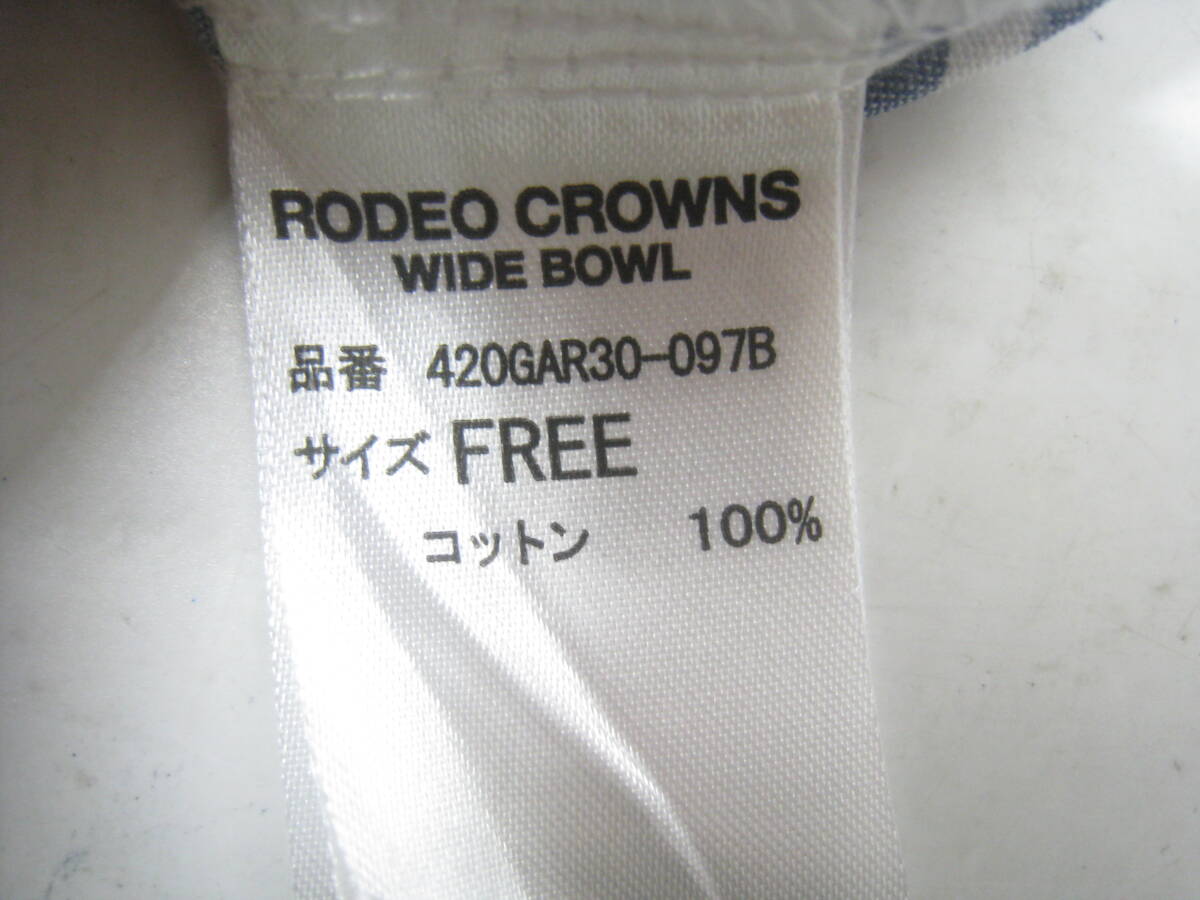 RODEO CROWNS
WIDE BOWL
品番 420GAR30-097B
サイズ FREE
コットン 100%